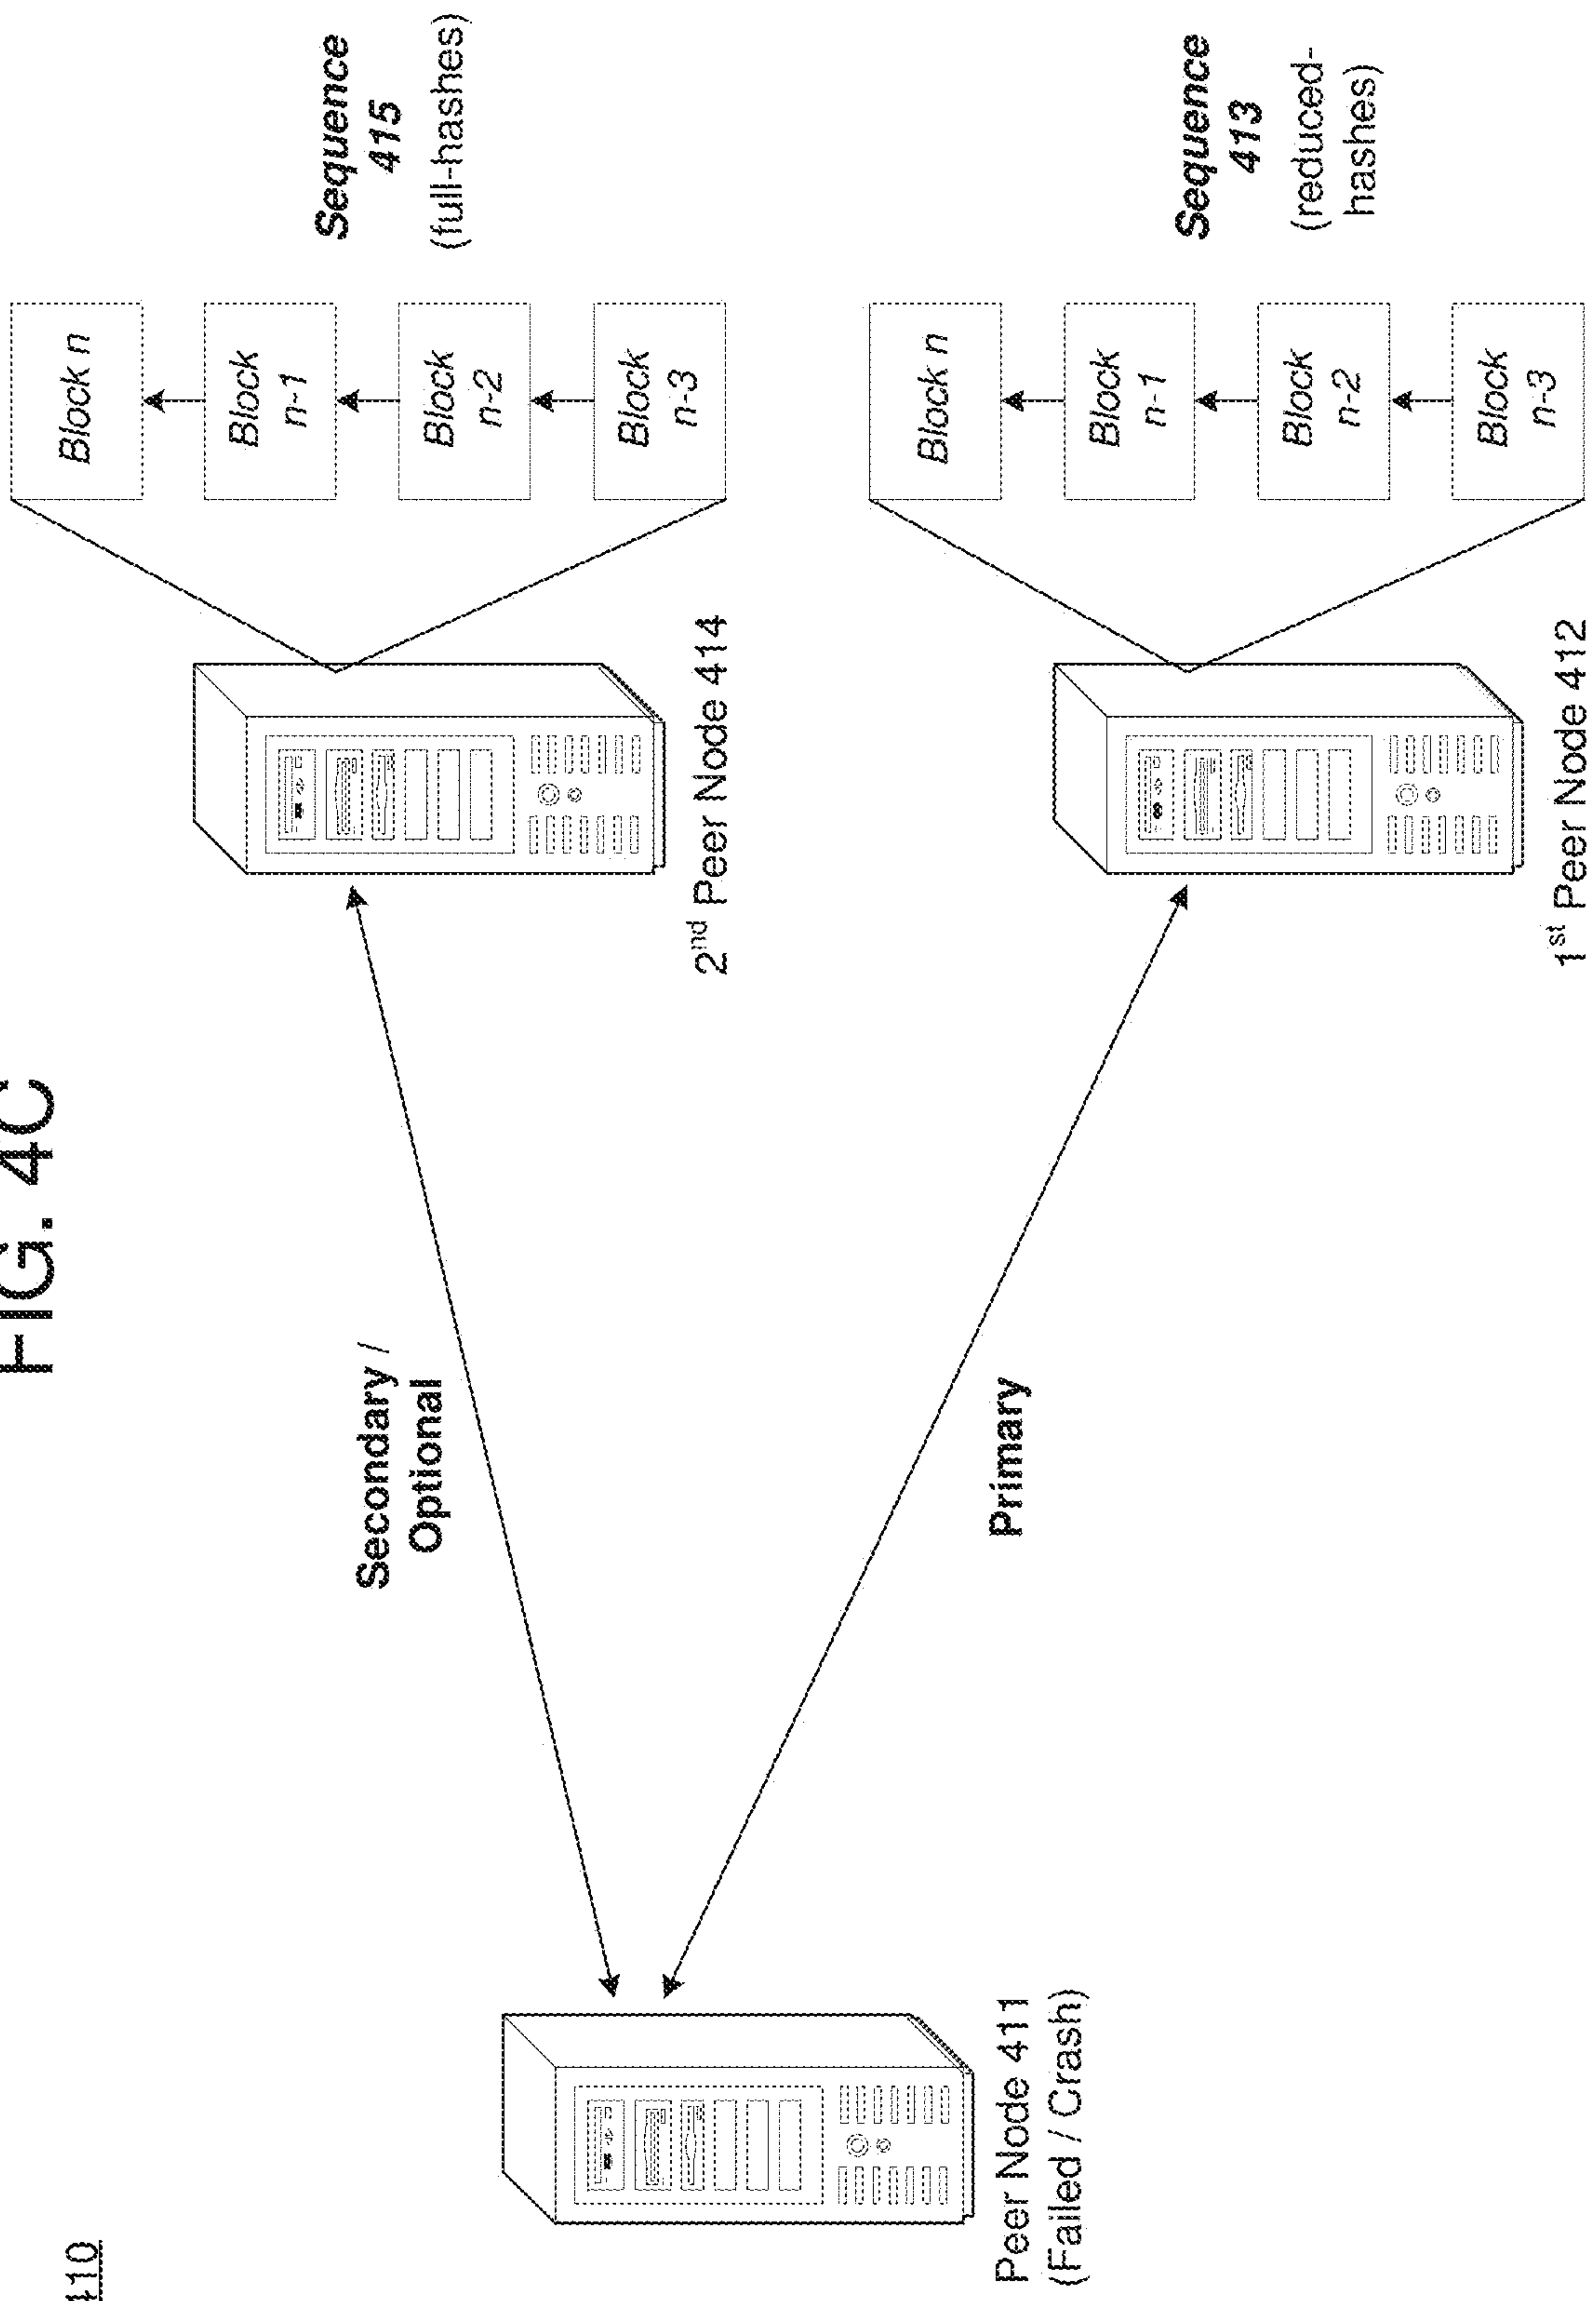 FIG. 4C
410
Peer Node 411
(Failed / Crash)
Secondary /
Optional
Primary
2nd Peer Node 414
Block n
Block
n-1
Block
n-2
Block
n-3
Sequence
415
(full-hashes)
1st Peer Node 412
Block n
Block
n-1
Block
n-2
Block
n-3
Sequence
413
(reduced-
hashes)